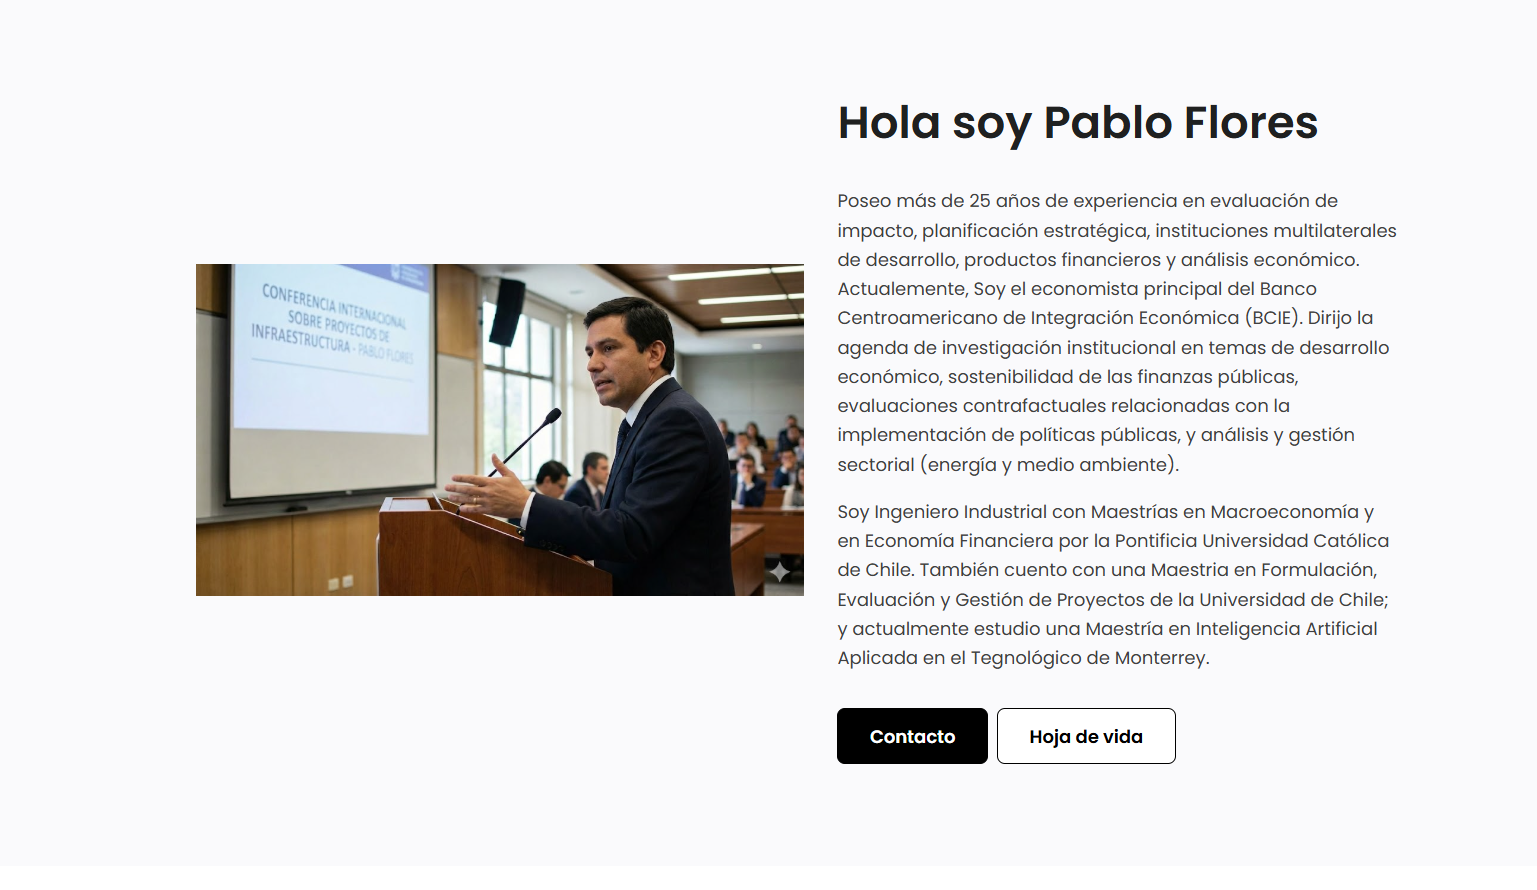 Hola soy Pablo Flores
Poseo más de 25 años de experiencia en evaluación de
impacto, planificación estratégica, instituciones multilaterales
de desarrollo, productos financieros y análisis económico.
Actualemente, Soy el economista principal del Banco
Centroamericano de Integración Económica (BCIE). Dirijo la
agenda de investigación institucional en temas de desarrollo
económico, sostenibilidad de las finanzas públicas,
evaluaciones contrafactuales relacionadas con la
implementación de políticas públicas, y análisis y gestión
sectorial (energía y medio ambiente).
Soy Ingeniero Industrial con Maestrías en Macroeconomía y
en Economía Financiera por la Pontificia Universidad Católica
de Chile. También cuento con una Maestria en Formulación,
Evaluación y Gestión de Proyectos de la Universidad de Chile;
y actualmente estudio una Maestría en Inteligencia Artificial
Aplicada en el Tegnológico de Monterrey.
Contacto
Hoja de vida
CONFERENCIA INTERNACIONAL
SOBRE PROYECTOS DE
INFRAESTRUCTURA - PABLO FLORES